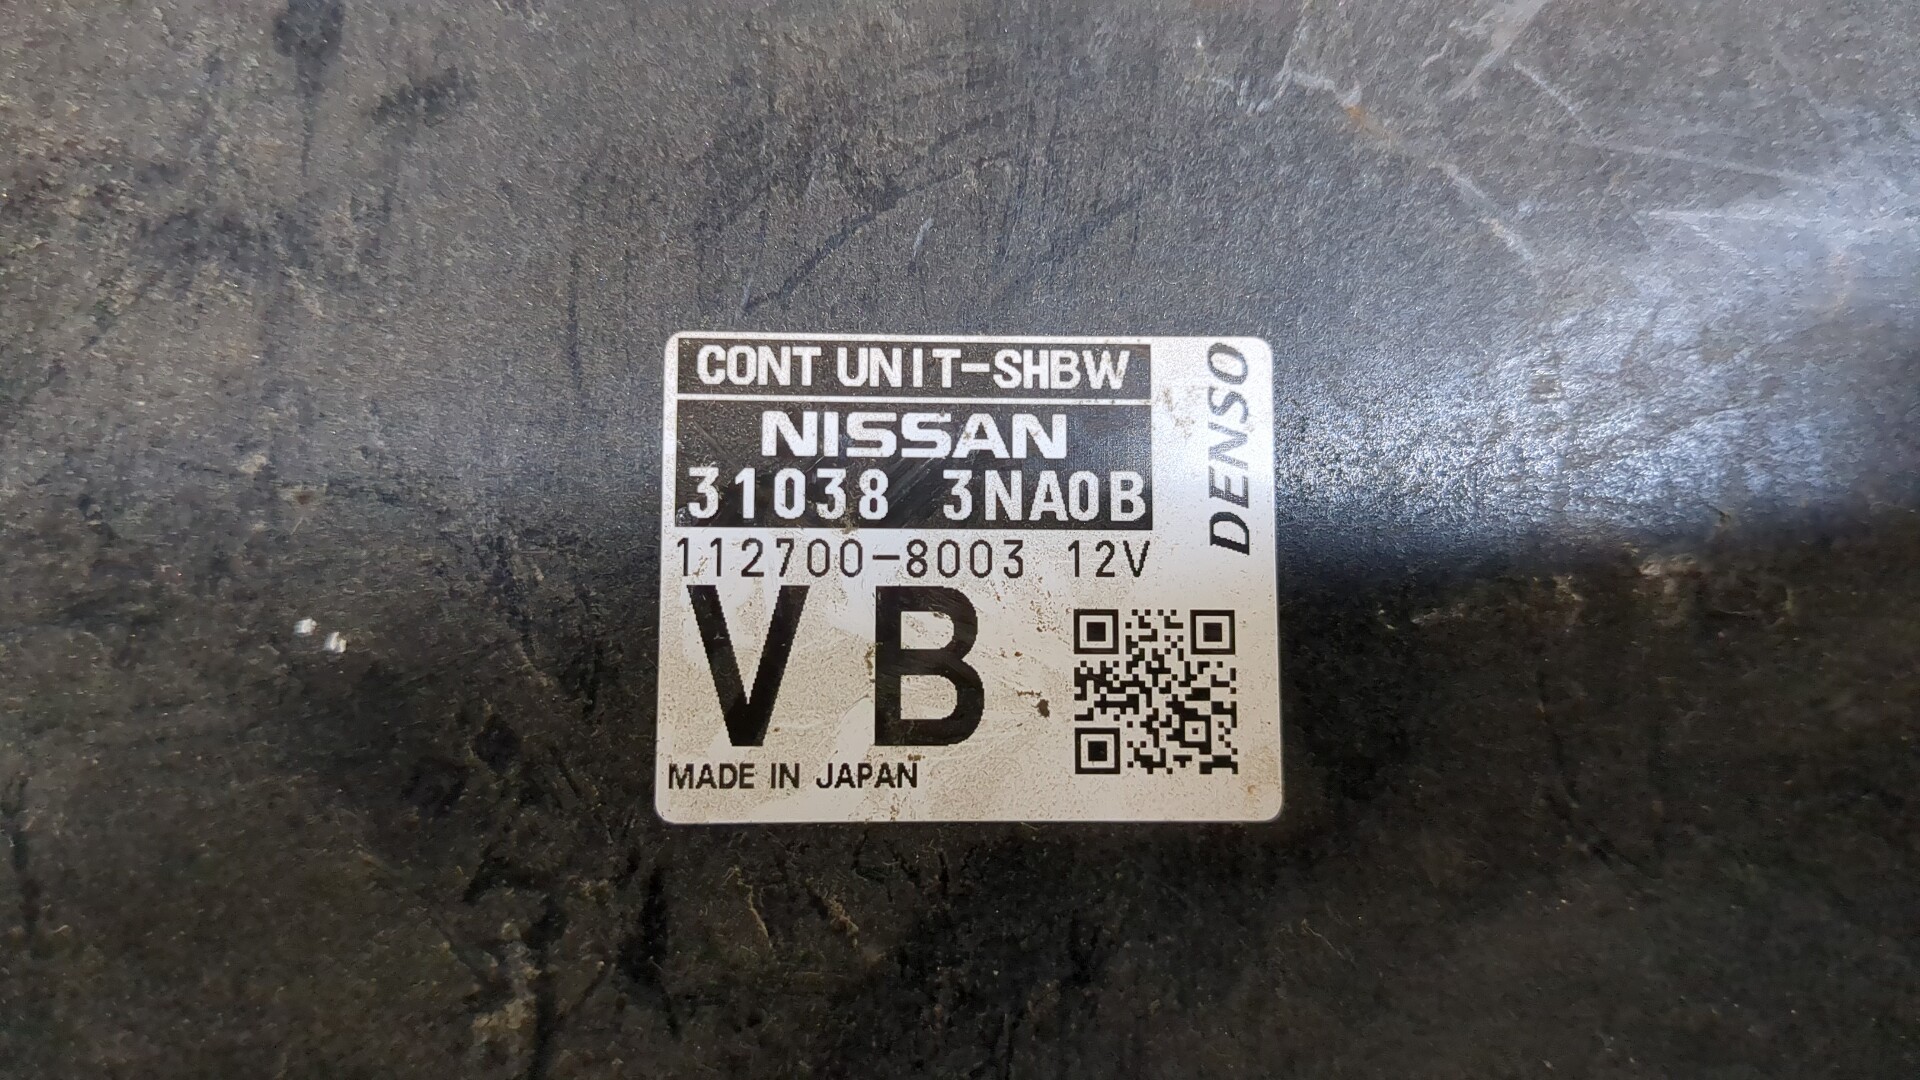 CONT UNIT-SHBW
NISSAN
31038 3NA0B
112700-8003 12V
VB
MADE IN JAPAN
DENSO